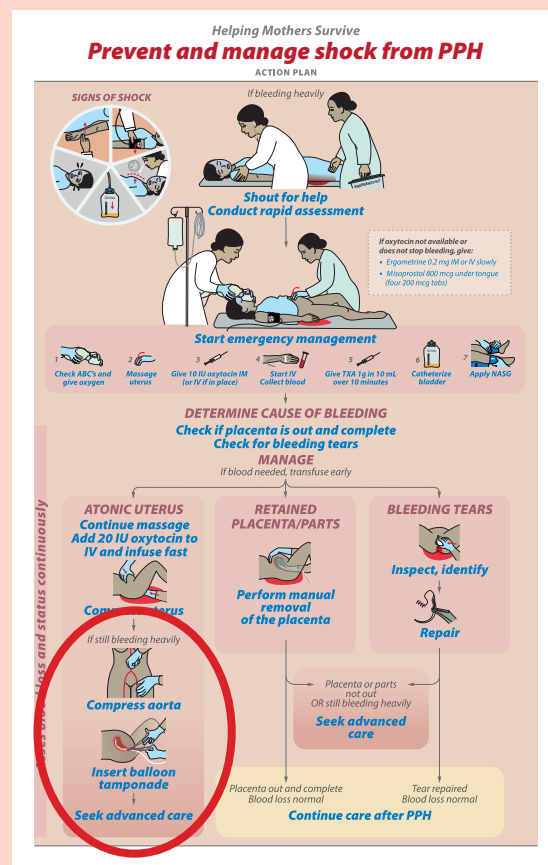 Helping Mothers Survive
Prevent and manage shock from PPH
ACTION PLAN
SIGNS OF SHOCK
If bleeding heavily
Shout for help
Conduct rapid assessment
If oxytocin not available or
does not stop bleeding, give:
• Ergometrine 0.2 mg IM or IV slowly
• Misoprostol 800 mcg under tongue
(four 200 mcg tabs)
Start emergency management
1
Check ABC's and
give oxygen
2
Massage
uterus
3
Give 10 IU oxytocin IM
(or IV if in place)
4
Start IV
Collect blood
5
Give TXA 1g in 10 mL
over 10 minutes
6
Catheterize
bladder
7
Apply NASG
DETERMINE CAUSE OF BLEEDING
Check if placenta is out and complete
Check for bleeding tears
MANAGE
If blood needed, transfuse early
blood loss and status continuously
ATONIC UTERUS
Continue massage
Add 20 IU oxytocin to
IV and infuse fast
Compress uterus
If still bleeding heavily
Compress aorta
Insert balloon
tamponade
Seek advanced care
RETAINED
PLACENTA/PARTS
Perform manual
removal
of the placenta
BLEEDING TEARS
Inspect, identify
Repair
Placenta or parts
not out
OR still bleeding heavily
Seek advanced
care
Placenta out and complete
Blood loss normal
Tear repaired
Blood loss normal
Continue care after PPH